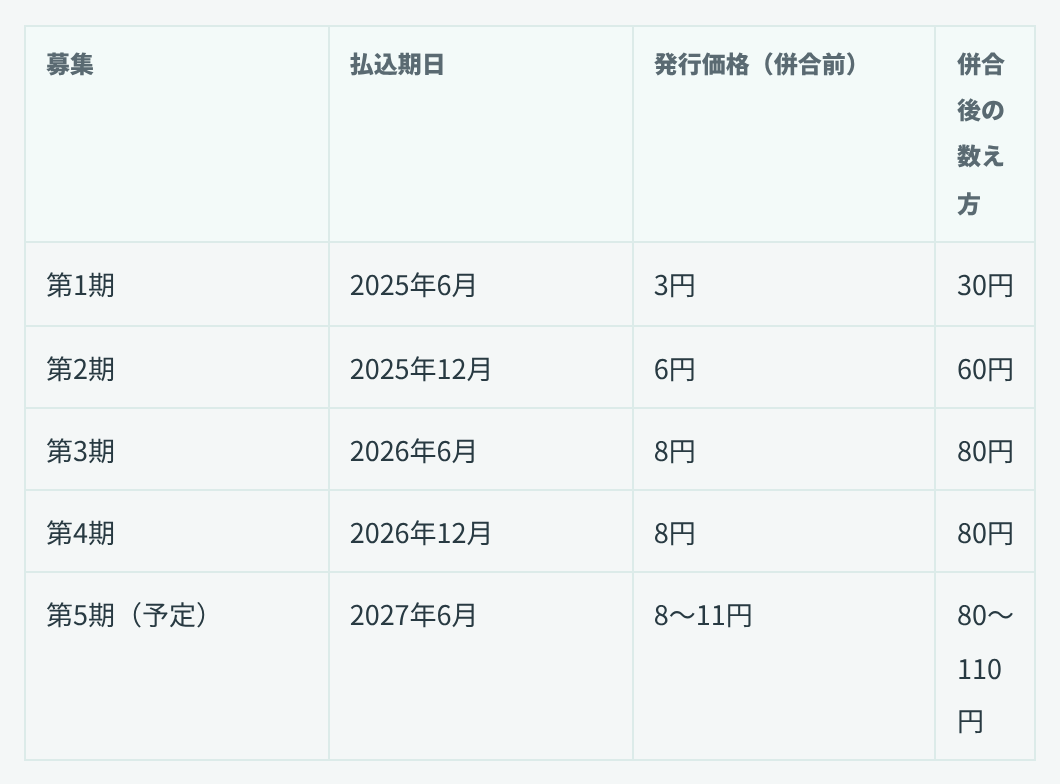 募集
払込期日
発行価格（併合前）
併合
後の
数え
方
第1期
2025年6月
3円
30円
第2期
2025年12月
6円
60円
第3期
2026年6月
8円
80円
第4期
2026年12月
8円
80円
第5期（予定）
2027年6月
8〜11円
80〜
110
円